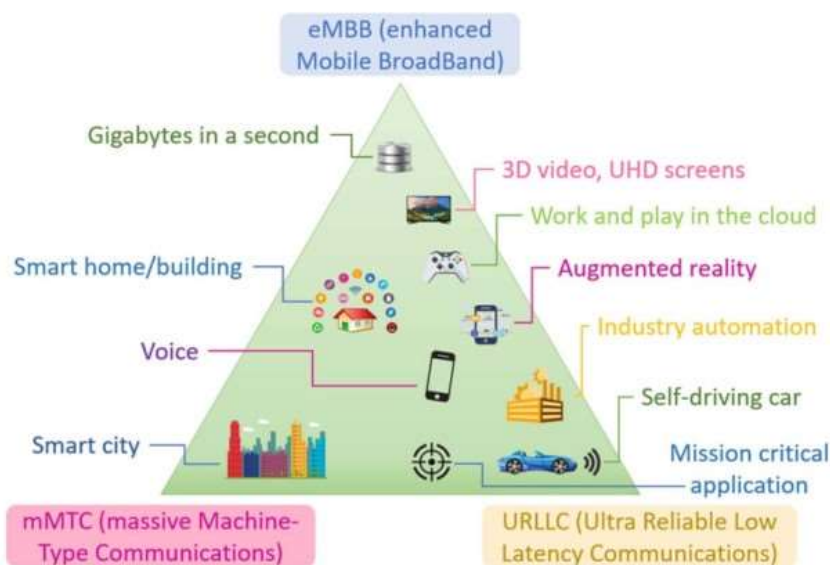 eMBB (enhanced
Mobile BroadBand)
Gigabytes in a second
3D video, UHD screens
Work and play in the cloud
Smart home/building
Augmented reality
Industry automation
Voice
Self-driving car
Smart city
Mission critical
application
mMTC (massive Machine-
Type Communications)
URLLC (Ultra Reliable Low
Latency Communications)